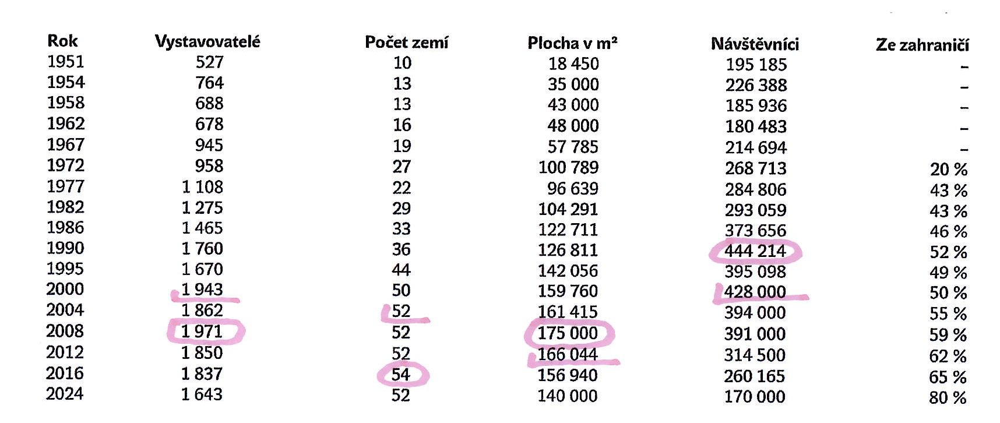 Rok Vystavovatelé Počet zemí Plocha v m² Návštěvníci Ze zahraničí
1951 527 10 18 450 195 185 –
1954 764 13 35 000 226 388 –
1958 688 13 43 000 185 936 –
1962 678 16 48 000 180 483 –
1967 945 19 57 785 214 694 –
1972 958 27 100 789 268 713 20 %
1977 1 108 22 96 639 284 806 43 %
1982 1 275 29 104 291 293 059 43 %
1986 1 465 33 122 711 373 656 46 %
1990 1 760 36 126 811 444 214 52 %
1995 1 670 44 142 056 395 098 49 %
2000 1 943 50 159 760 428 000 50 %
2004 1 862 52 161 415 394 000 55 %
2008 1 971 52 175 000 391 000 59 %
2012 1 850 52 166 044 314 500 62 %
2016 1 837 54 156 940 260 165 65 %
2024 1 643 52 140 000 170 000 80 %